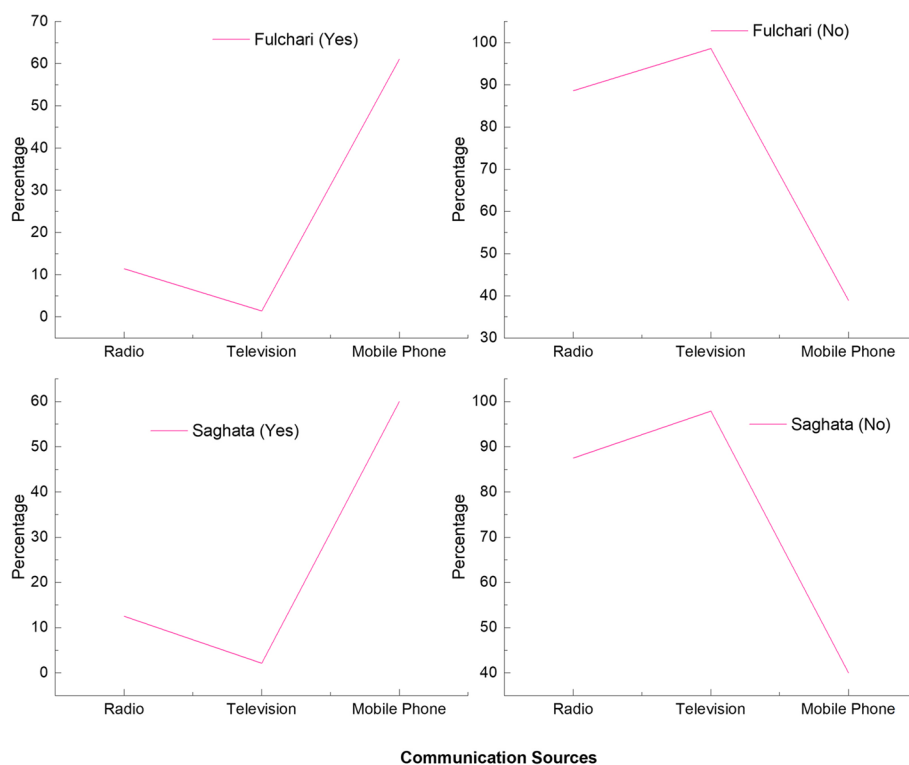 Fulchari (Yes)
Percentage
70
60
50
40
30
20
10
0
Radio Television Mobile Phone
Fulchari (No)
Percentage
100
90
80
70
60
50
40
30
Radio Television Mobile Phone
Saghata (Yes)
Percentage
60
50
40
30
20
10
0
Radio Television Mobile Phone
Saghata (No)
Percentage
100
90
80
70
60
50
40
Radio Television Mobile Phone
Communication Sources